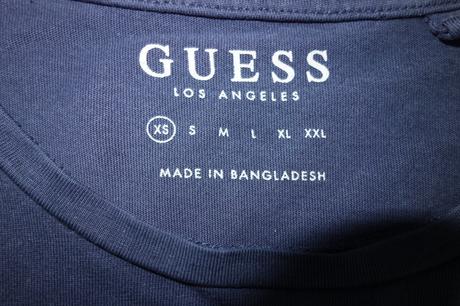 GUESS
LOS ANGELES
XS S M L XL XXL
MADE IN BANGLADESH